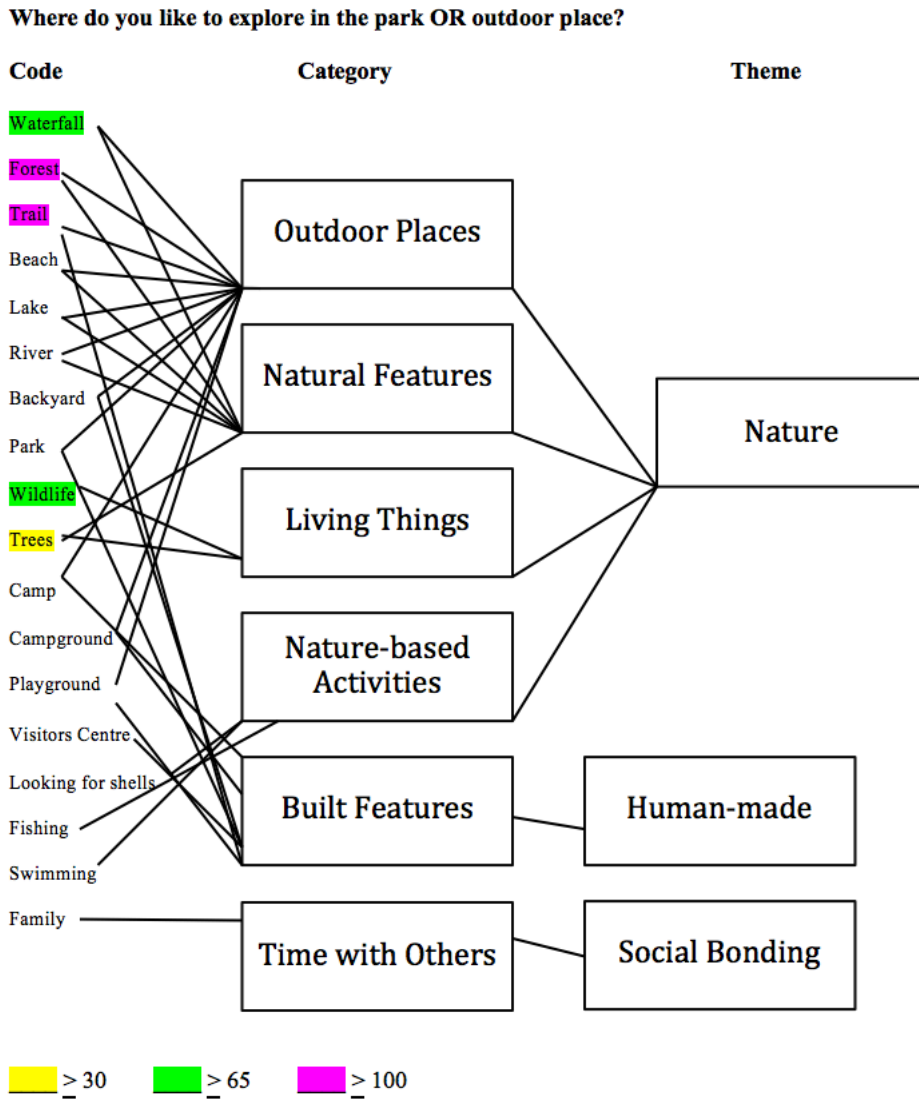 Where do you like to explore in the park OR outdoor place?
Code Category Theme
Waterfall
Forest
Trail
Beach
Lake
River
Backyard
Park
Wildlife
Trees
Camp
Campground
Playground
Visitors Centre
Looking for shells
Fishing
Swimming
Family
Outdoor Places
Natural Features
Living Things
Nature-based
Activities
Built Features
Time with Others
Nature
Human-made
Social Bonding
≥ 30 ≥ 65 ≥ 100